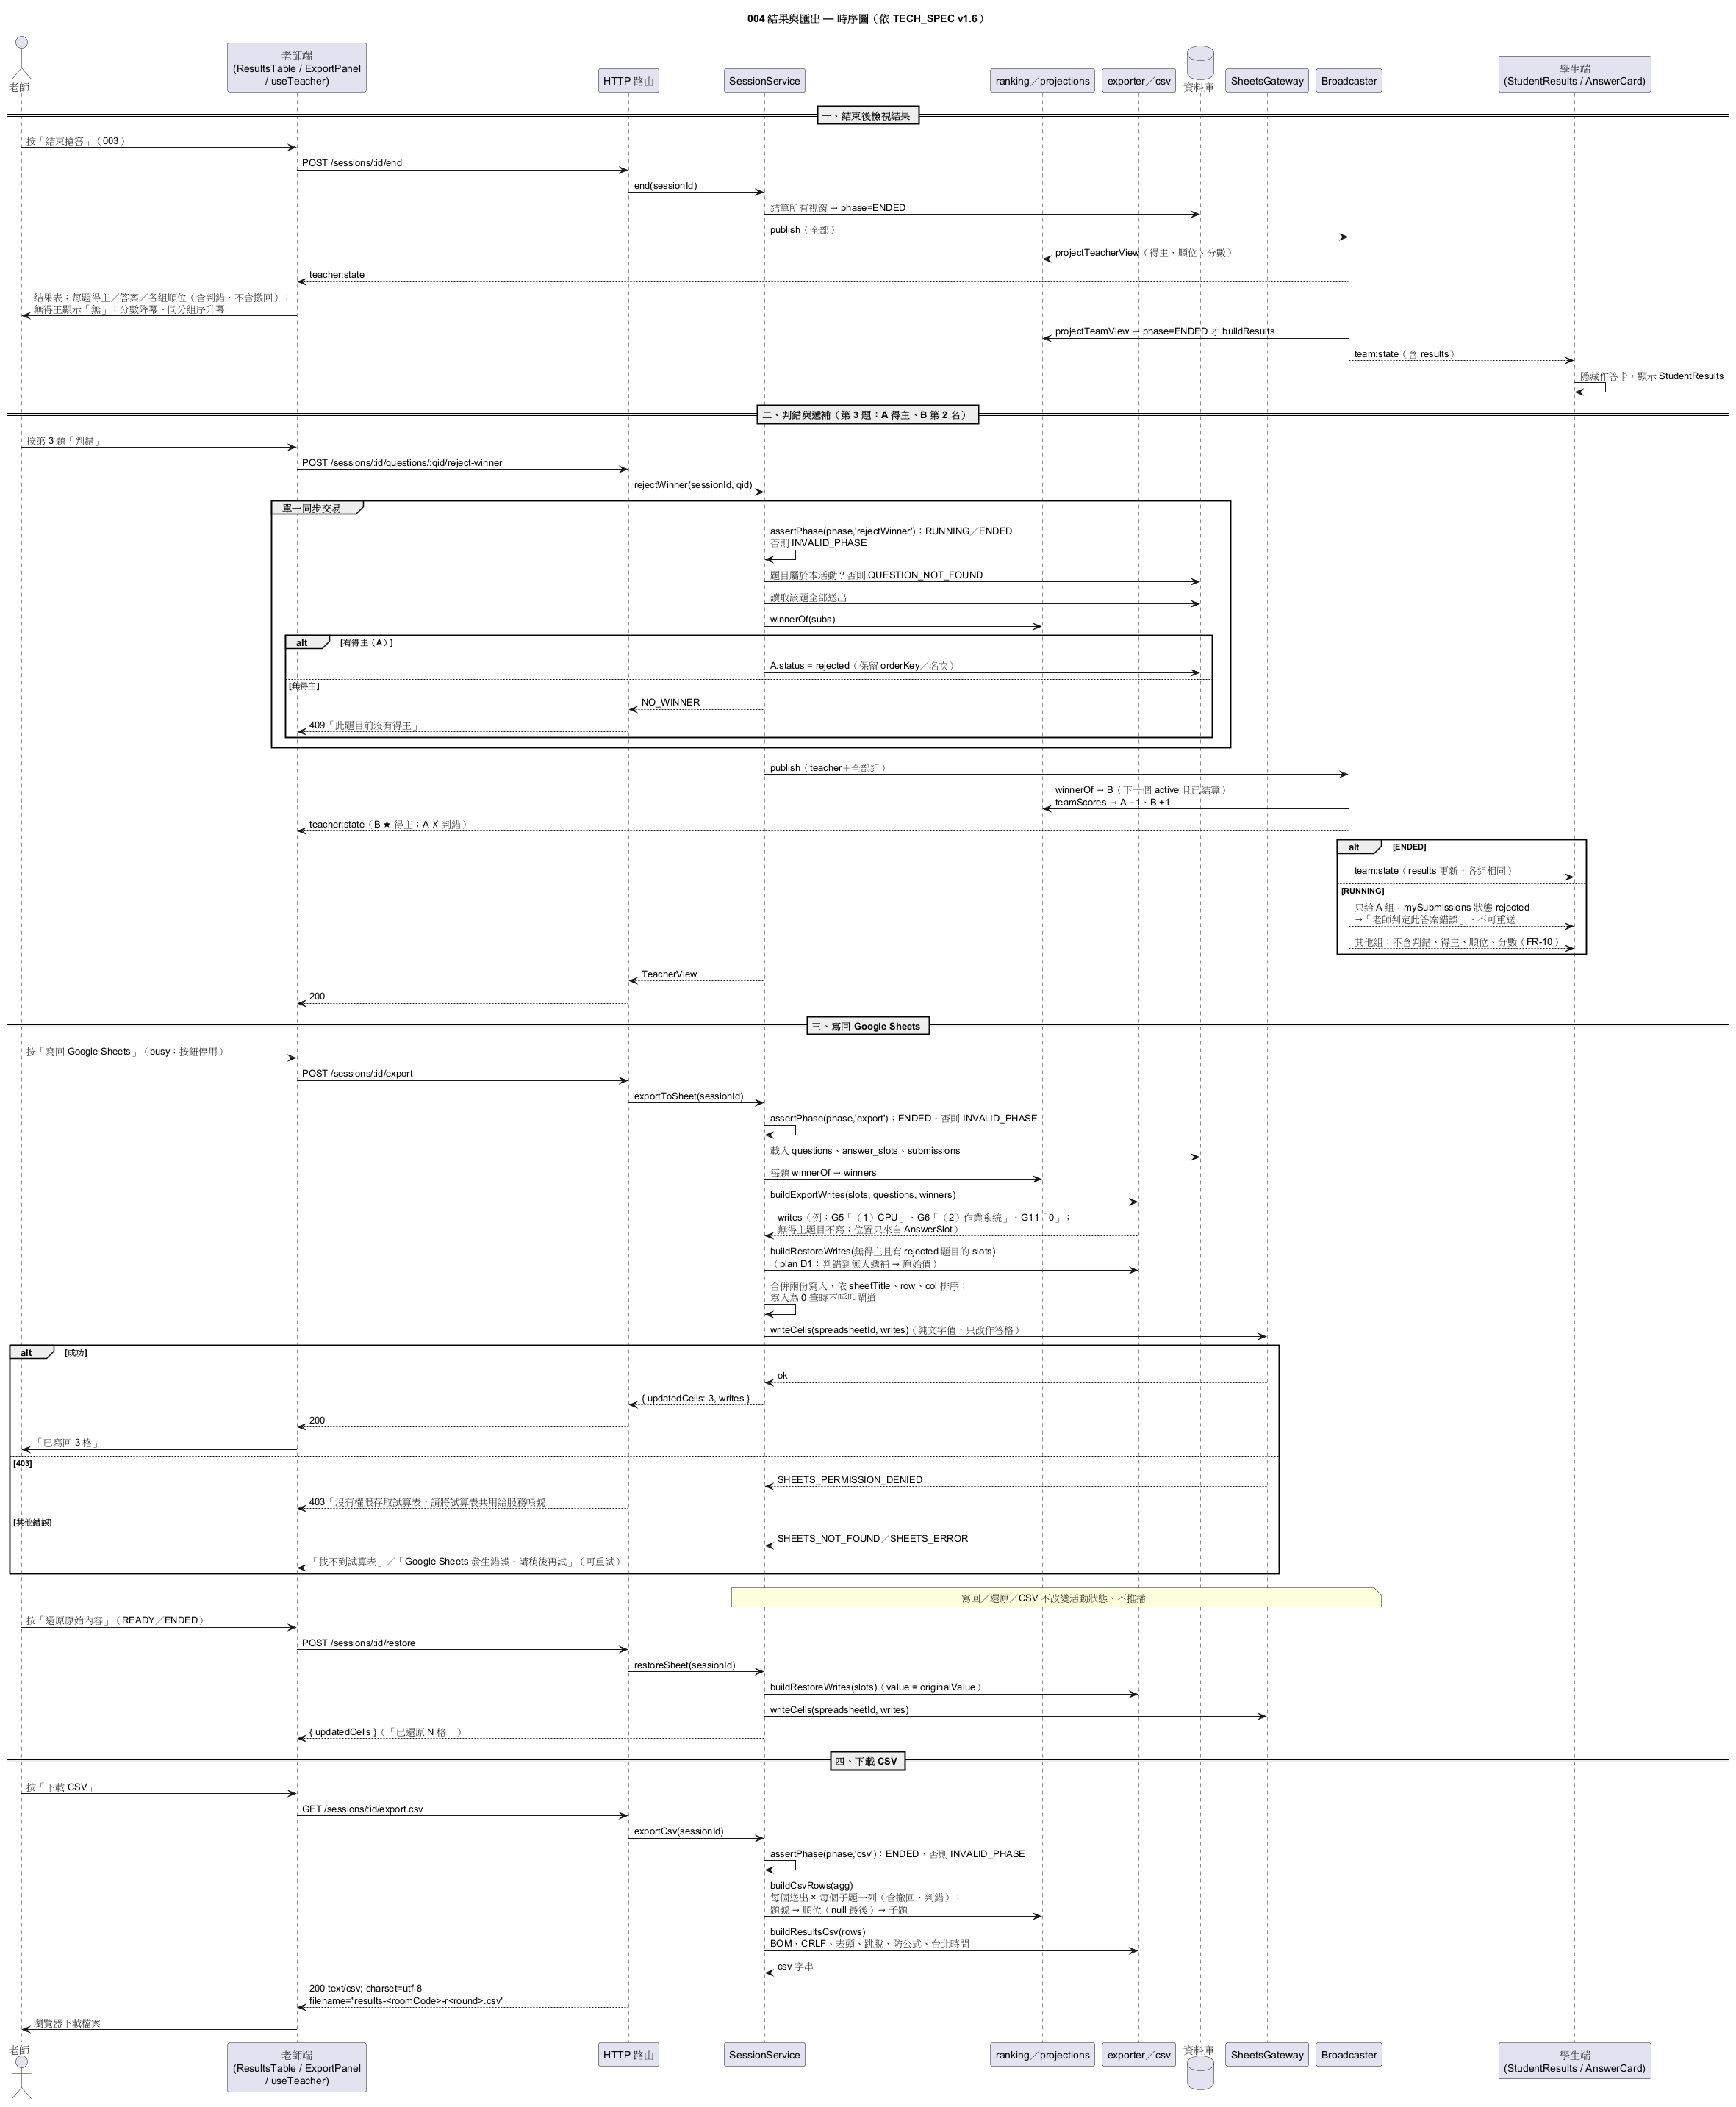 004 結果與匯出 — 時序圖（依 TECH_SPEC v1.6）
老師
老師端
(ResultsTable / ExportPanel
/ useTeacher)
HTTP 路由
SessionService
ranking／projections
exporter／csv
資料庫
SheetsGateway
Broadcaster
學生端
(StudentResults / AnswerCard)
一、結束後檢視結果
按「結束搶答」（003）
POST /sessions/:id/end
end(sessionId)
結算所有視窗 → phase=ENDED
publish（全部）
projectTeacherView（得主、順位、分數）
teacher:state
結果表：每題得主／答案／各組順位（含判錯、不含撤回）；
無得主顯示「無」；分數降冪、同分組序升冪
projectTeamView → phase=ENDED 才 buildResults
team:state（含 results）
隱藏作答卡，顯示 StudentResults
二、判錯與遞補（第 3 題：A 得主、B 第 2 名）
按第 3 題「判錯」
POST /sessions/:id/questions/:qid/reject-winner
rejectWinner(sessionId, qid)
單一同步交易
assertPhase(phase,'rejectWinner')：RUNNING／ENDED
否則 INVALID_PHASE
題目屬於本活動？否則 QUESTION_NOT_FOUND
讀取該題全部送出
winnerOf(subs)
alt [有得主（A）]
A.status = rejected（保留 orderKey／名次）
[無得主]
NO_WINNER
409「此題目前沒有得主」
publish（teacher＋全部組）
winnerOf → B（下一個 active 且已結算）
teamScores → A −1、B +1
teacher:state（B ★ 得主；A ✗ 判錯）
alt [ENDED]
team:state（results 更新，各組相同）
[RUNNING]
只給 A 組：mySubmissions 狀態 rejected
→「老師判定此答案錯誤」、不可重送
其他組：不含判錯、得主、順位、分數（FR-10）
TeacherView
200
三、寫回 Google Sheets
按「寫回 Google Sheets」（busy：按鈕停用）
POST /sessions/:id/export
exportToSheet(sessionId)
assertPhase(phase,'export')：ENDED，否則 INVALID_PHASE
載入 questions、answer_slots、submissions
每題 winnerOf → winners
buildExportWrites(slots, questions, winners)
writes（例：G5「（1）CPU」、G6「（2）作業系統」、G11「0」；
無得主題目不寫；位置只來自 AnswerSlot）
buildRestoreWrites(無得主且有 rejected 題目的 slots)
（plan D1：判錯到無人遞補 → 原始值）
合併兩份寫入，依 sheetTitle、row、col 排序；
寫入為 0 筆時不呼叫閘道
writeCells(spreadsheetId, writes)（純文字值，只改作答格）
alt [成功]
ok
{ updatedCells: 3, writes }
200
「已寫回 3 格」
[403]
SHEETS_PERMISSION_DENIED
403「沒有權限存取試算表，請將試算表共用給服務帳號」
[其他錯誤]
SHEETS_NOT_FOUND／SHEETS_ERROR
「找不到試算表」／「Google Sheets 發生錯誤，請稍後再試」（可重試）
寫回／還原／CSV 不改變活動狀態、不推播
按「還原原始內容」（READY／ENDED）
POST /sessions/:id/restore
restoreSheet(sessionId)
buildRestoreWrites(slots)（value = originalValue）
writeCells(spreadsheetId, writes)
{ updatedCells }（「已還原 N 格」）
四、下載 CSV
按「下載 CSV」
GET /sessions/:id/export.csv
exportCsv(sessionId)
assertPhase(phase,'csv')：ENDED，否則 INVALID_PHASE
buildCsvRows(agg)
每個送出 × 每個子題一列（含撤回、判錯）；
題號 → 順位（null 最後）→ 子題
buildResultsCsv(rows)
BOM、CRLF、表頭、跳脫、防公式、台北時間
csv 字串
200 text/csv; charset=utf-8
filename="results-<roomCode>-r<round>.csv"
瀏覽器下載檔案
老師
老師端
(ResultsTable / ExportPanel
/ useTeacher)
HTTP 路由
SessionService
ranking／projections
exporter／csv
資料庫
SheetsGateway
Broadcaster
學生端
(StudentResults / AnswerCard)